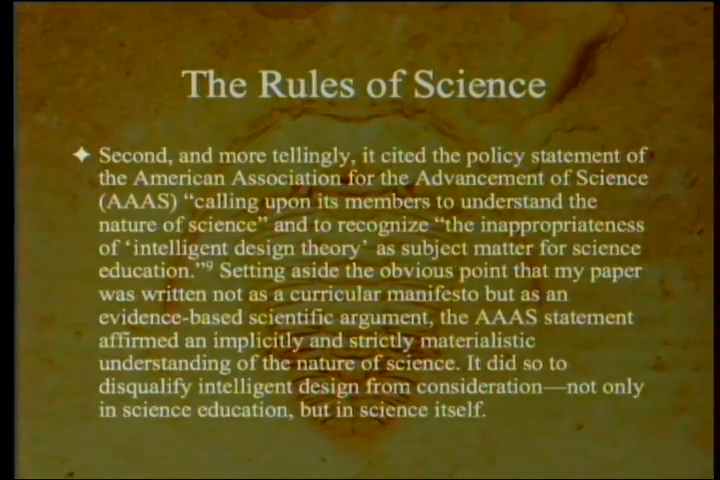 The Rules of Science
✦ Second, and more tellingly, it cited the policy statement of
the American Association for the Advancement of Science
(AAAS) “calling upon its members to understand the
nature of science” and to recognize “the inappropriateness
of ‘intelligent design theory’ as subject matter for science
education.”⁹ Setting aside the obvious point that my paper
was written not as a curricular manifesto but as an
evidence-based scientific argument, the AAAS statement
affirmed an implicitly and strictly materialistic
understanding of the nature of science. It did so to
disqualify intelligent design from consideration—not only
in science education, but in science itself.